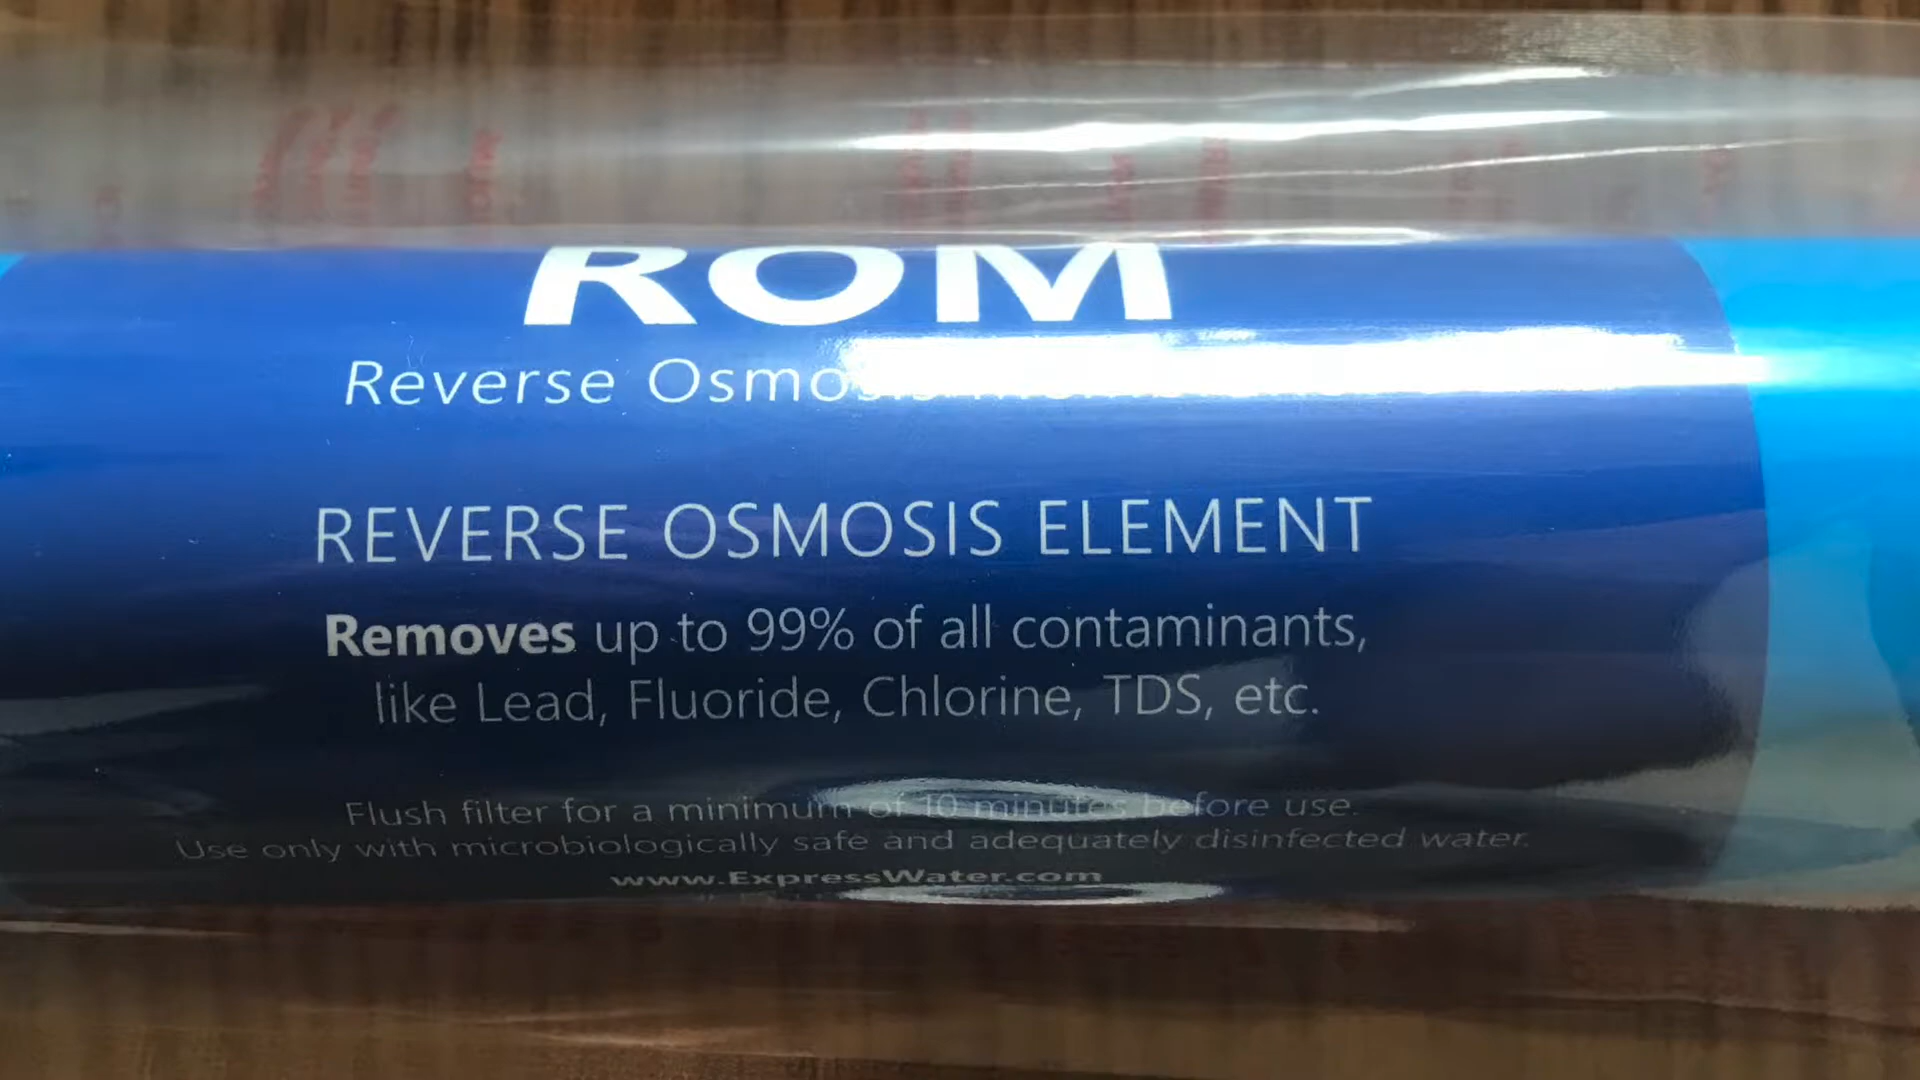 ROM
Reverse Osmosis
REVERSE OSMOSIS ELEMENT
Removes up to 99% of all contaminants,
like Lead, Fluoride, Chlorine, TDS, etc.
Flush filter for a minimum of 10 minutes before use.
Use only with microbiologically safe and adequately disinfected water.
www.ExpressWater.com